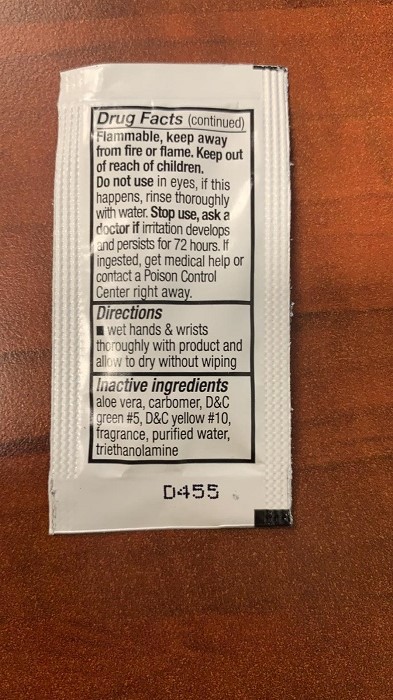 Drug Facts (continued)
Flammable, keep away
from fire or flame. Keep out
of reach of children.
Do not use in eyes, if this
happens, rinse thoroughly
with water. Stop use, ask a
doctor if irritation develops
and persists for 72 hours. If
ingested, get medical help or
contact a Poison Control
Center right away.
Directions
■ wet hands & wrists
thoroughly with product and
allow to dry without wiping
Inactive ingredients
aloe vera, carbomer, D&C
green #5, D&C yellow #10,
fragrance, purified water,
triethanolamine
D455